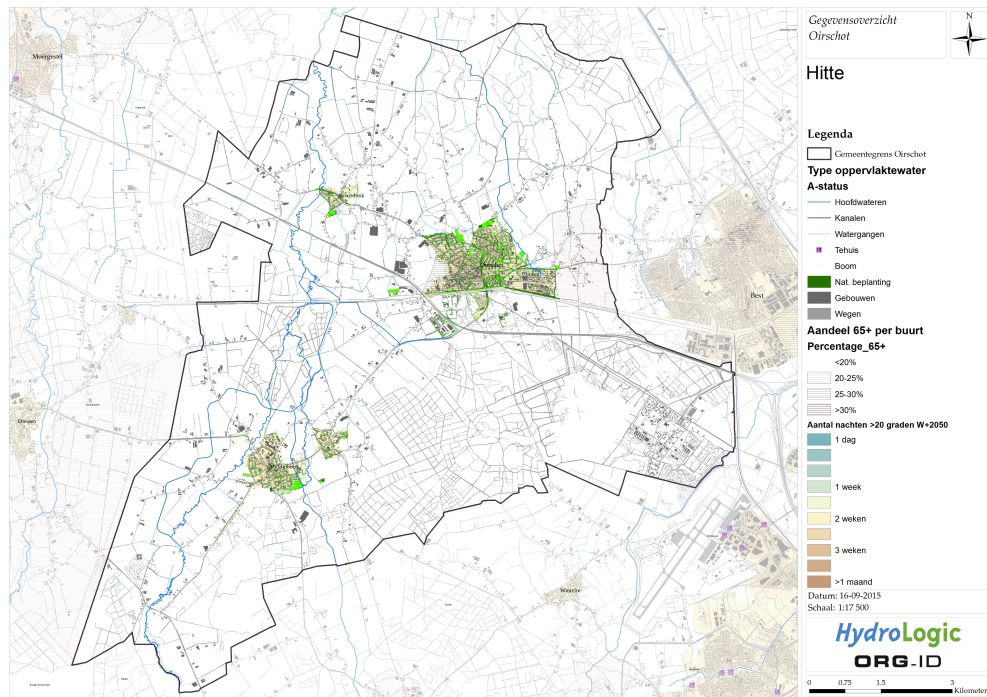 Gegevensoverzicht
Oirschot
N
Hitte
Legenda
Gemeentegrens Oirschot
Type oppervlaktewater
A-status
Hoofdwateren
Kanalen
Watergangen
Tehuis
Boom
Nat. beplanting
Gebouwen
Wegen
Aandeel 65+ per buurt
Percentage_65+
<20%
20-25%
25-30%
>30%
Aantal nachten >20 graden W+2050
1 dag
1 week
2 weken
3 weken
>1 maand
Datum: 16-09-2015
Schaal: 1:17 500
HydroLogic
ORG-ID
0 0.75 1.5 3
Kilometer
Moergestel
Best
Diessen
Wintelre